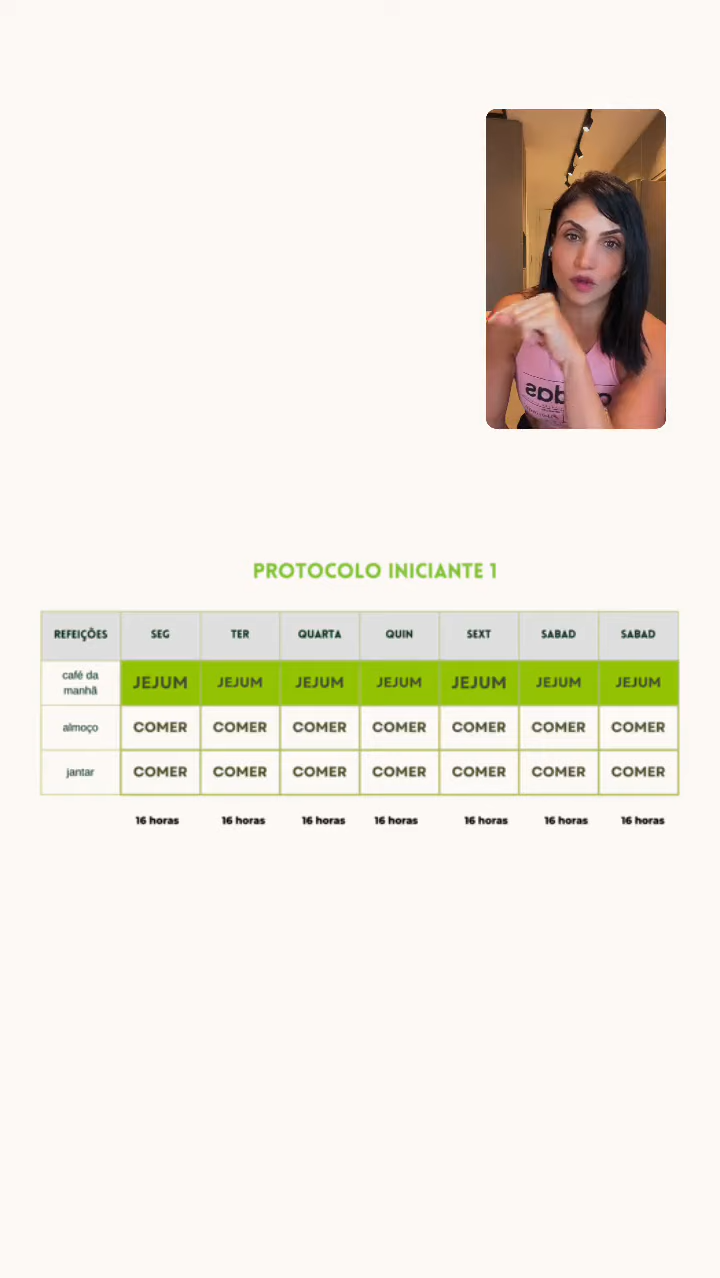 PROTOCOLO INICIANTE 1
REFEIÇÕES SEG TER QUARTA QUIN SEXT SABAD SABAD
café da manhã JEJUM JEJUM JEJUM JEJUM JEJUM JEJUM JEJUM
almoço COMER COMER COMER COMER COMER COMER COMER
jantar COMER COMER COMER COMER COMER COMER COMER
16 horas 16 horas 16 horas 16 horas 16 horas 16 horas 16 horas